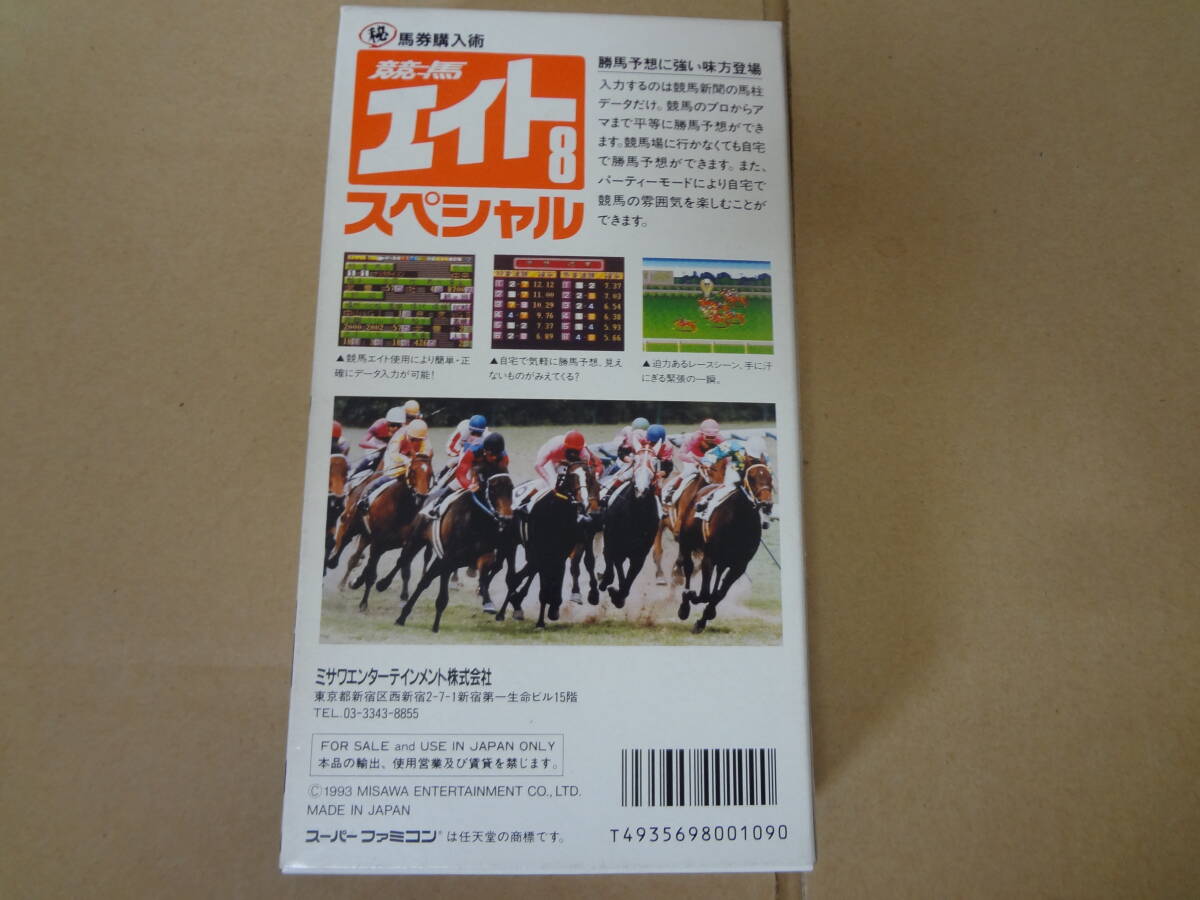 ㊙馬券購入術
競馬
エイト
8
スペシャル
勝馬予想に強い味方登場
入力するのは競馬新聞の馬柱
データだけ。競馬のプロからア
マまで平等に勝馬予想ができ
ます。競馬場に行かなくても自宅
で勝馬予想ができます。また、
パーティーモードにより自宅で
競馬の雰囲気を楽しむことが
できます。
▲競馬エイト使用により簡単・正
確にデータ入力が可能!
▲自宅で気軽に勝馬予想。見え
ないものがみえてくる?
▲迫力あるレースシーン。手に汗
にぎる緊張の一瞬。
ミサワエンターテインメント株式会社
東京都新宿区西新宿2-7-1新宿第一生命ビル15階
TEL.03-3343-8855
FOR SALE and USE IN JAPAN ONLY
本品の輸出、使用営業及び賃貸を禁じます。
©1993 MISAWA ENTERTAINMENT CO., LTD.
MADE IN JAPAN
スーパーファミコン®は任天堂の商標です。
T4935698001090